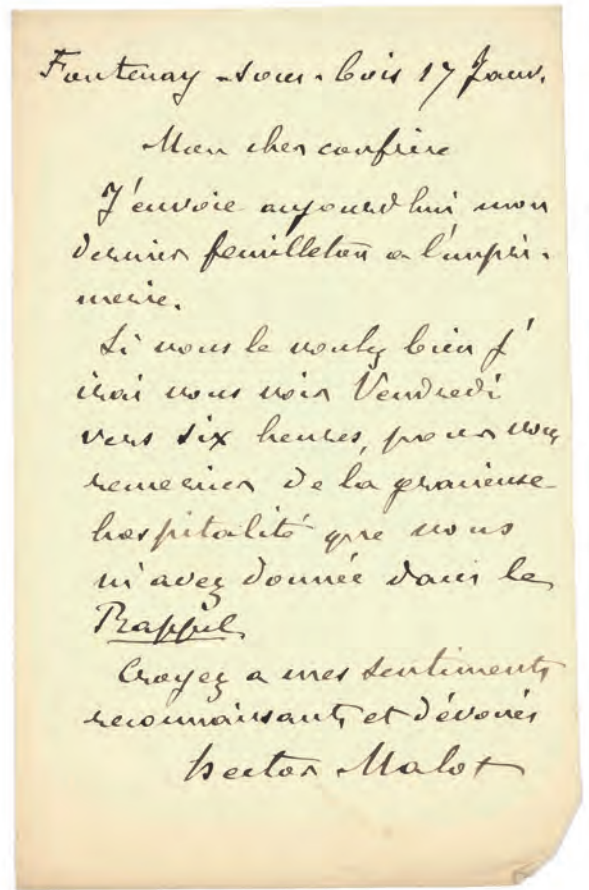 Fontenay-sous-bois 17 Janv.
Mon cher confrère
J'envoie aujourd'hui mon
dernier feuilleton a l'impri-
merie.
Si vous le voulez bien j'
irai vous voir Vendredi
vers six heures, pour vous
remercier de la gracieuse
hospitalité que vous
m'avez donnée dans le
Rappel.
Croyez a mes sentiments
reconnaissants et dévoués
Hector Malot